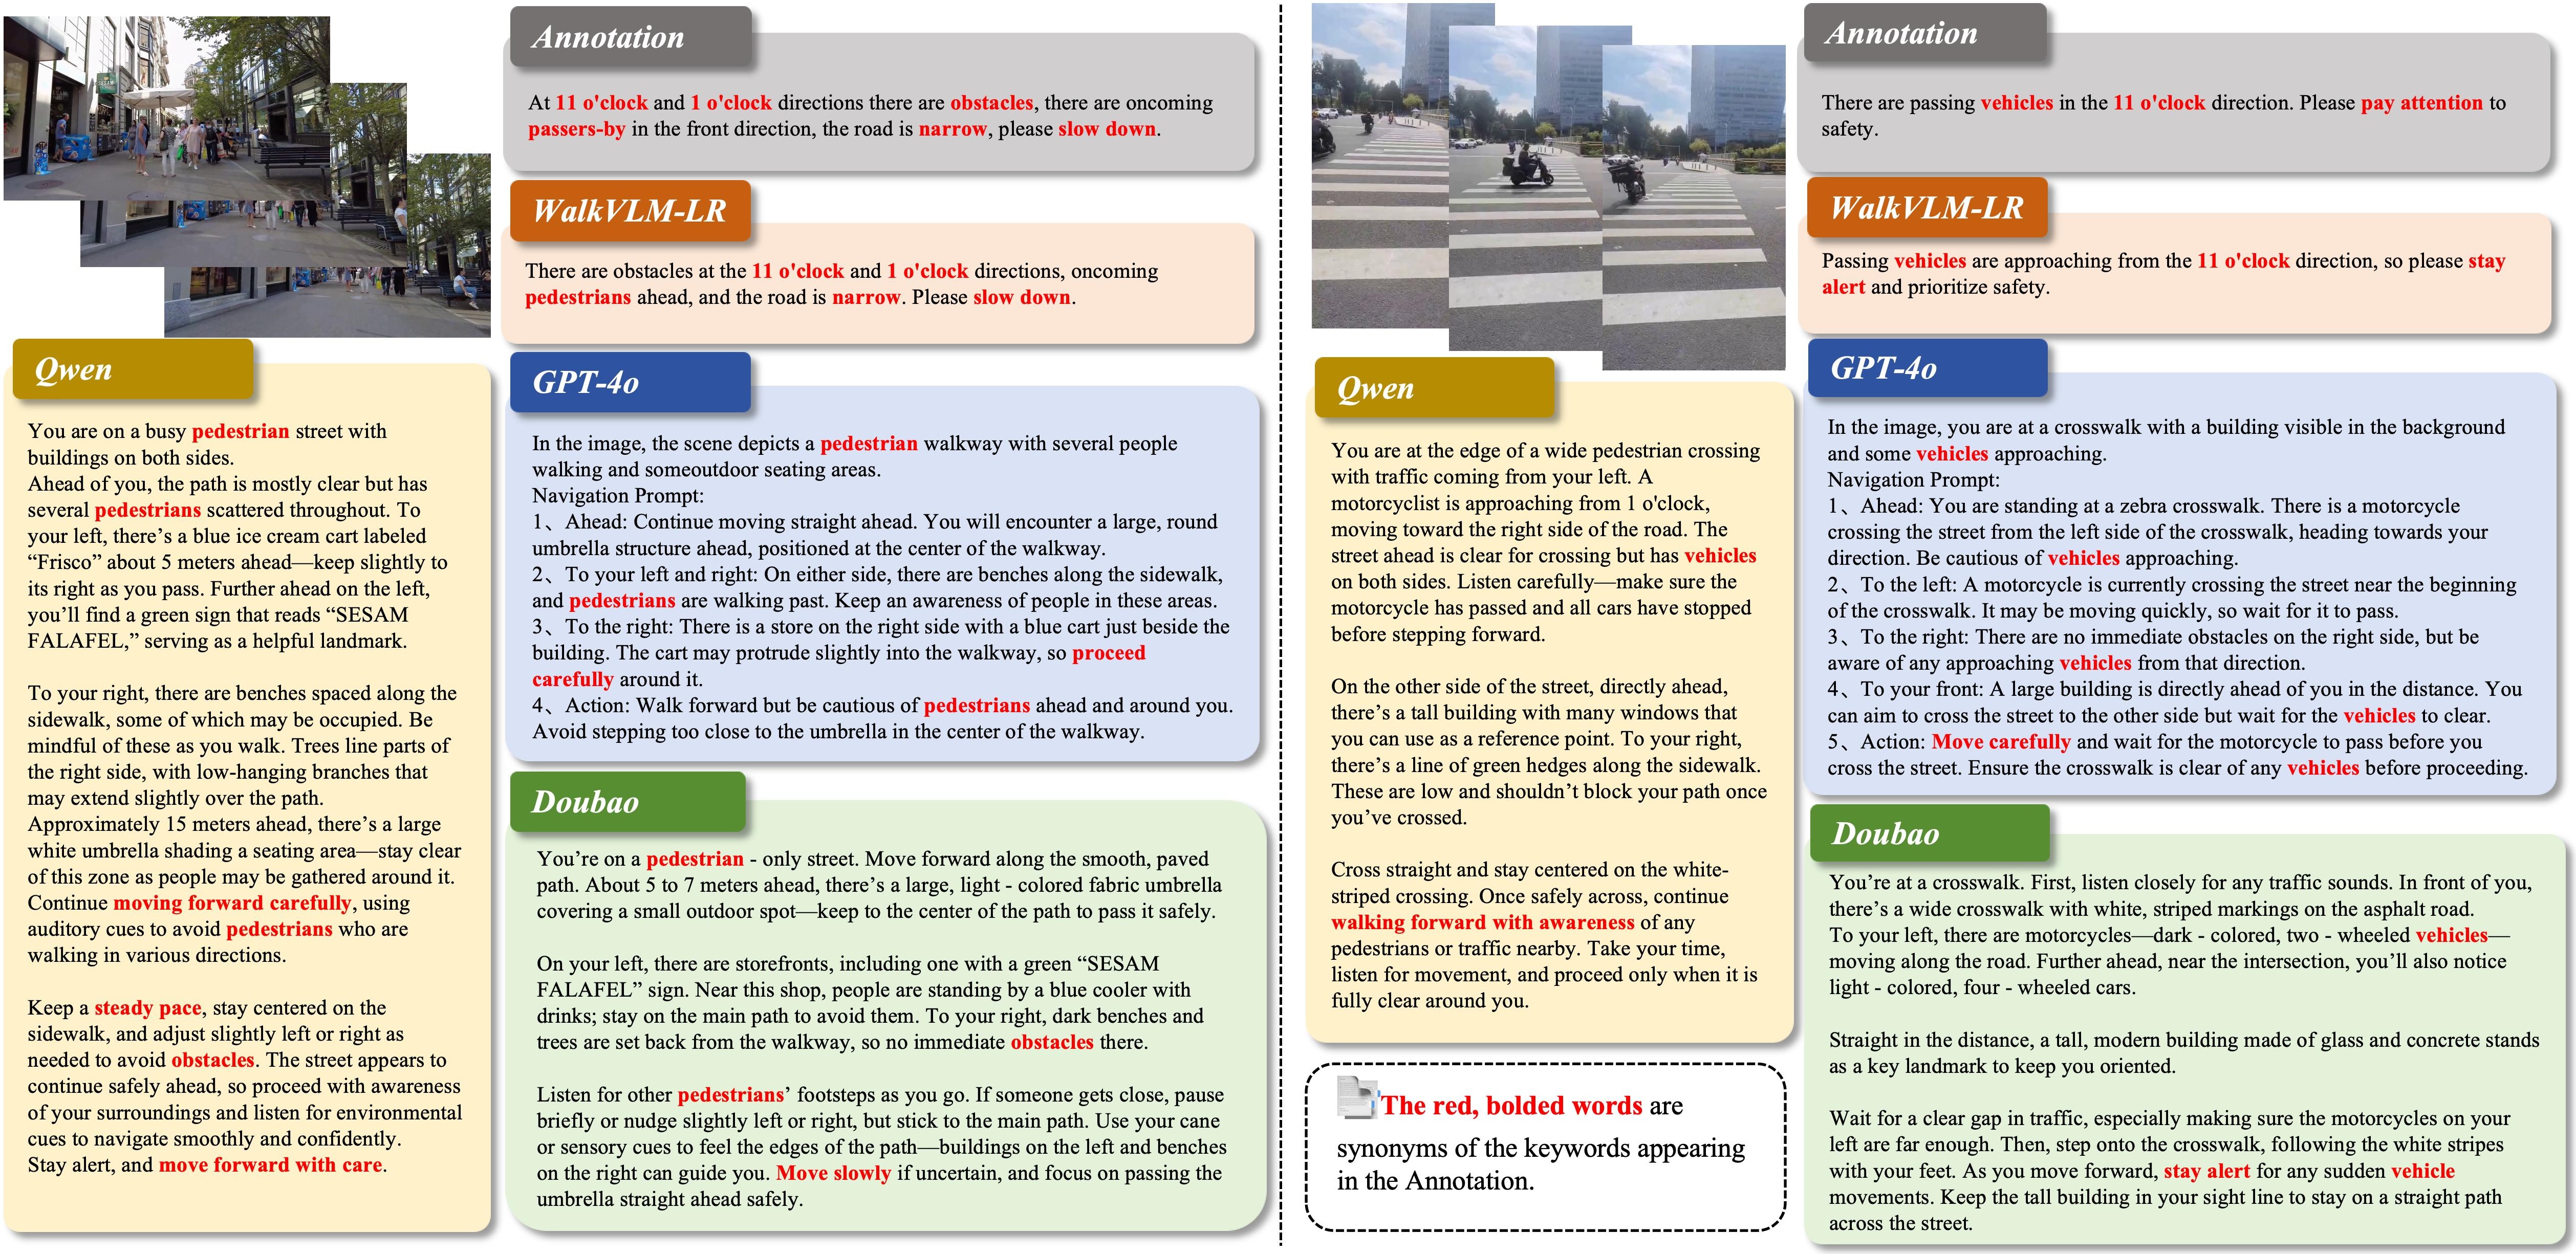 Annotation
At 11 o'clock and 1 o'clock directions there are obstacles, there are oncoming
passers-by in the front direction, the road is narrow, please slow down.
WalkVLM-LR
There are obstacles at the 11 o'clock and 1 o'clock directions, oncoming
pedestrians ahead, and the road is narrow. Please slow down.
Qwen
You are on a busy pedestrian street with
buildings on both sides.
Ahead of you, the path is mostly clear but has
several pedestrians scattered throughout. To
your left, there’s a blue ice cream cart labeled
“Frisco” about 5 meters ahead—keep slightly to
its right as you pass. Further ahead on the left,
you’ll find a green sign that reads “SESAM
FALAFEL,” serving as a helpful landmark.
To your right, there are benches spaced along the
sidewalk, some of which may be occupied. Be
mindful of these as you walk. Trees line parts of
the right side, with low-hanging branches that
may extend slightly over the path.
Approximately 15 meters ahead, there’s a large
white umbrella shading a seating area—stay clear
of this zone as people may be gathered around it.
Continue moving forward carefully, using
auditory cues to avoid pedestrians who are
walking in various directions.
Keep a steady pace, stay centered on the
sidewalk, and adjust slightly left or right as
needed to avoid obstacles. The street appears to
continue safely ahead, so proceed with awareness
of your surroundings and listen for environmental
cues to navigate smoothly and confidently.
Stay alert, and move forward with care.
GPT-4o
In the image, the scene depicts a pedestrian walkway with several people
walking and someoutdoor seating areas.
Navigation Prompt:
1、Ahead: Continue moving straight ahead. You will encounter a large, round
umbrella structure ahead, positioned at the center of the walkway.
2、To your left and right: On either side, there are benches along the sidewalk,
and pedestrians are walking past. Keep an awareness of people in these areas.
3、To the right: There is a store on the right side with a blue cart just beside the
building. The cart may protrude slightly into the walkway, so proceed
carefully around it.
4、Action: Walk forward but be cautious of pedestrians ahead and around you.
Avoid stepping too close to the umbrella in the center of the walkway.
Doubao
You’re on a pedestrian - only street. Move forward along the smooth, paved
path. About 5 to 7 meters ahead, there’s a large, light - colored fabric umbrella
covering a small outdoor spot—keep to the center of the path to pass it safely.
On your left, there are storefronts, including one with a green “SESAM
FALAFEL” sign. Near this shop, people are standing by a blue cooler with
drinks; stay on the main path to avoid them. To your right, dark benches and
trees are set back from the walkway, so no immediate obstacles there.
Listen for other pedestrians’ footsteps as you go. If someone gets close, pause
briefly or nudge slightly left or right, but stick to the main path. Use your cane
or sensory cues to feel the edges of the path—buildings on the left and benches
on the right can guide you. Move slowly if uncertain, and focus on passing the
umbrella straight ahead safely.
Annotation
There are passing vehicles in the 11 o'clock direction. Please pay attention to
safety.
WalkVLM-LR
Passing vehicles are approaching from the 11 o'clock direction, so please stay
alert and prioritize safety.
Qwen
You are at the edge of a wide pedestrian crossing
with traffic coming from your left. A
motorcyclist is approaching from 1 o'clock,
moving toward the right side of the road. The
street ahead is clear for crossing but has vehicles
on both sides. Listen carefully—make sure the
motorcycle has passed and all cars have stopped
before stepping forward.
On the other side of the street, directly ahead,
there’s a tall building with many windows that
you can use as a reference point. To your right,
there’s a line of green hedges along the sidewalk.
These are low and shouldn’t block your path once
you’ve crossed.
Cross straight and stay centered on the white-
striped crossing. Once safely across, continue
walking forward with awareness of any
pedestrians or traffic nearby. Take your time,
listen for movement, and proceed only when it is
fully clear around you.
The red, bolded words are
synonyms of the keywords appearing
in the Annotation.
GPT-4o
In the image, you are at a crosswalk with a building visible in the background
and some vehicles approaching.
Navigation Prompt:
1、Ahead: You are standing at a zebra crosswalk. There is a motorcycle
crossing the street from the left side of the crosswalk, heading towards your
direction. Be cautious of vehicles approaching.
2、To the left: A motorcycle is currently crossing the street near the beginning
of the crosswalk. It may be moving quickly, so wait for it to pass.
3、To the right: There are no immediate obstacles on the right side, but be
aware of any approaching vehicles from that direction.
4、To your front: A large building is directly ahead of you in the distance. You
can aim to cross the street to the other side but wait for the vehicles to clear.
5、Action: Move carefully and wait for the motorcycle to pass before you
cross the street. Ensure the crosswalk is clear of any vehicles before proceeding.
Doubao
You’re at a crosswalk. First, listen closely for any traffic sounds. In front of you,
there’s a wide crosswalk with white, striped markings on the asphalt road.
To your left, there are motorcycles—dark - colored, two - wheeled vehicles—
moving along the road. Further ahead, near the intersection, you’ll also notice
light - colored, four - wheeled cars.
Straight in the distance, a tall, modern building made of glass and concrete stands
as a key landmark to keep you oriented.
Wait for a clear gap in traffic, especially making sure the motorcycles on your
left are far enough. Then, step onto the crosswalk, following the white stripes
with your feet. As you move forward, stay alert for any sudden vehicle
movements. Keep the tall building in your sight line to stay on a straight path
across the street.